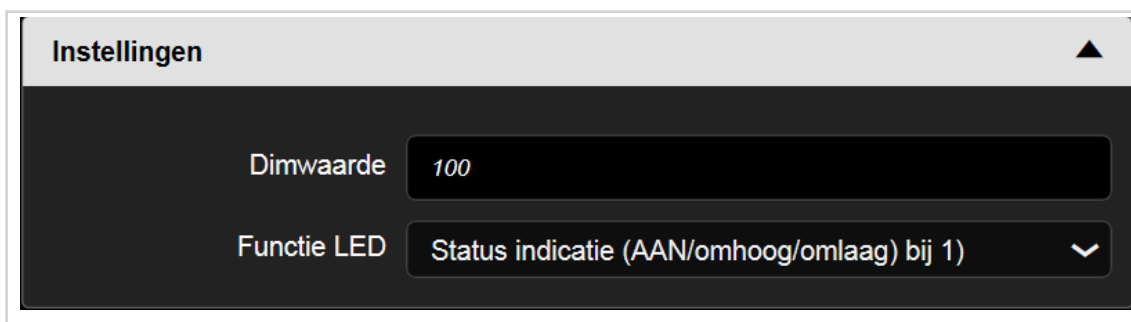 Instellingen
Dimwaarde 100
Functie LED Status indicatie (AAN/omhoog/omlaag) bij 1)